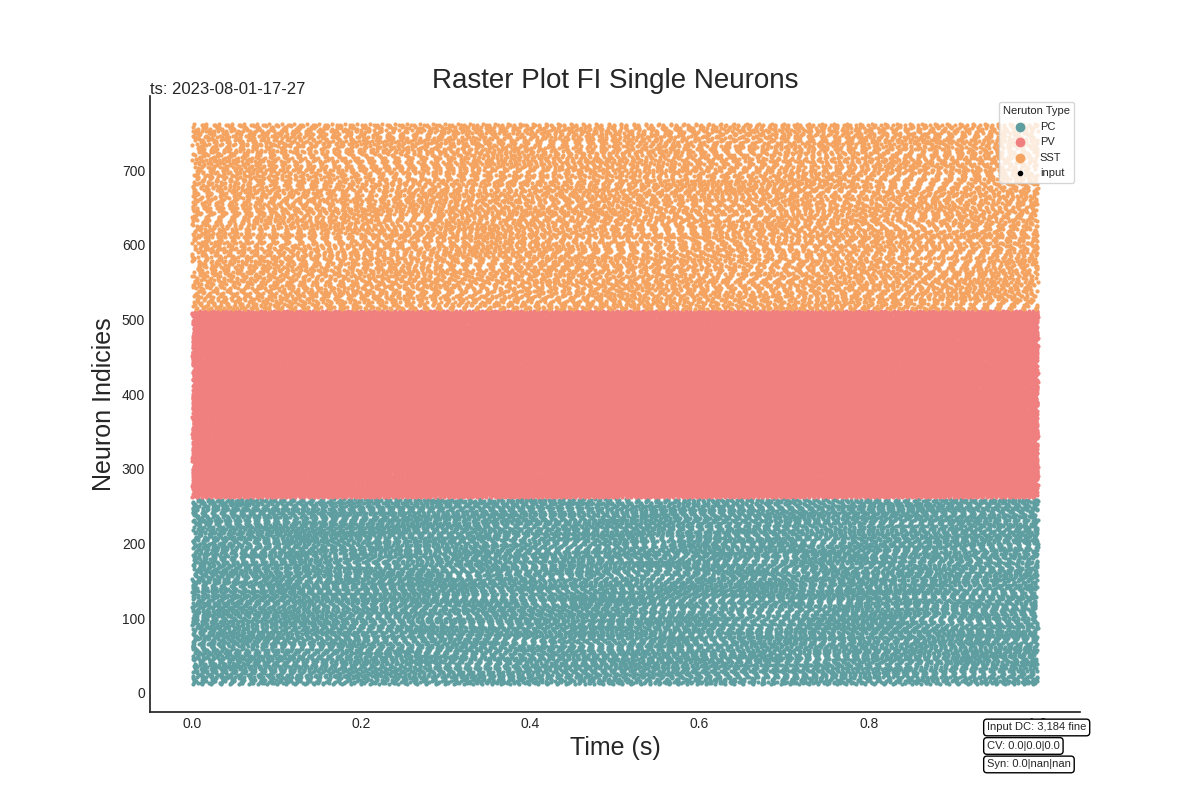 Raster Plot FI Single Neurons
ts: 2023-08-01-17-27
Neruton Type
PC
PV
SST
input
700
600
500
400
300
200
100
0
Neuron Indicies
0.0 0.2 0.4 0.6 0.8
Time (s)
Input DC: 3,184 fine
CV: 0.0|0.0|0.0
Syn: 0.0|nan|nan